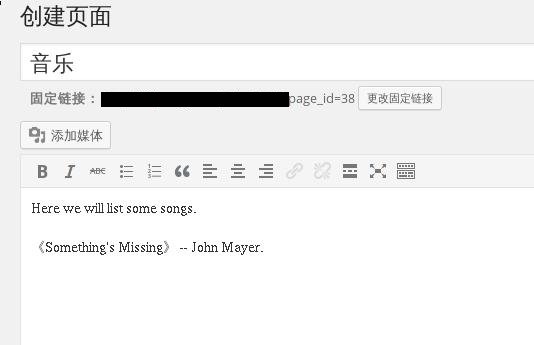 创建页面
音乐
固定链接：page_id=38 更改固定链接
添加媒体
B I ABC
Here we will list some songs.
《Something's Missing》 -- John Mayer.